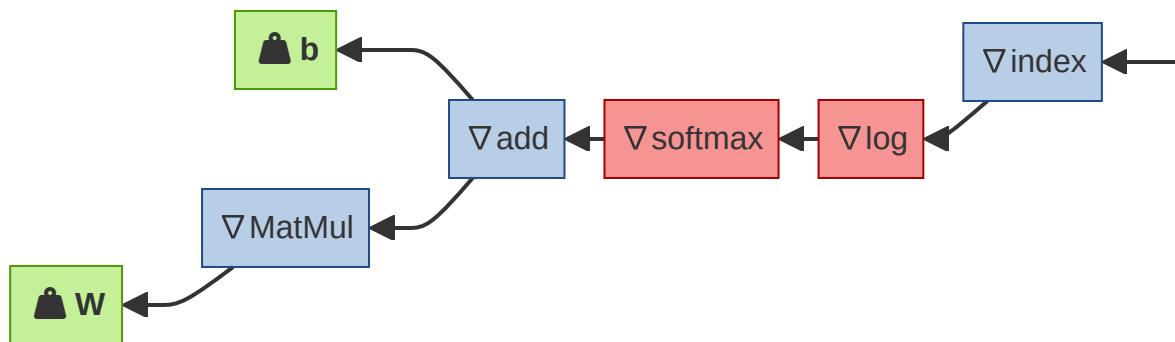 b
∇index
∇add
∇softmax
∇log
∇MatMul
W